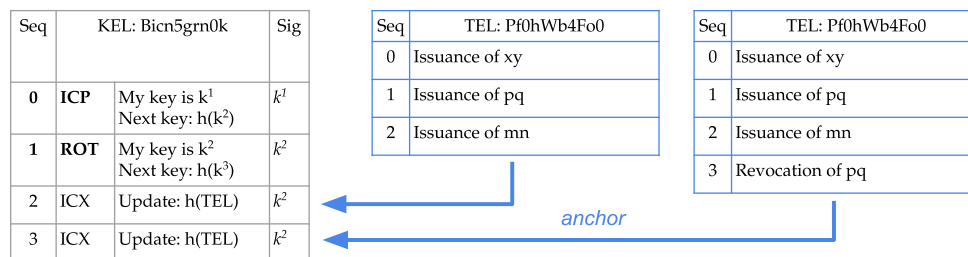 Seq KEL: Bicn5grn0k Sig
0 ICP My key is k¹ k¹
Next key: h(k²)
1 ROT My key is k² k²
Next key: h(k³)
2 ICX Update: h(TEL) k²
3 ICX Update: h(TEL) k²
Seq TEL: Pf0hWb4Fo0
0 Issuance of xy
1 Issuance of pq
2 Issuance of mn
Seq TEL: Pf0hWb4Fo0
0 Issuance of xy
1 Issuance of pq
2 Issuance of mn
3 Revocation of pq
anchor